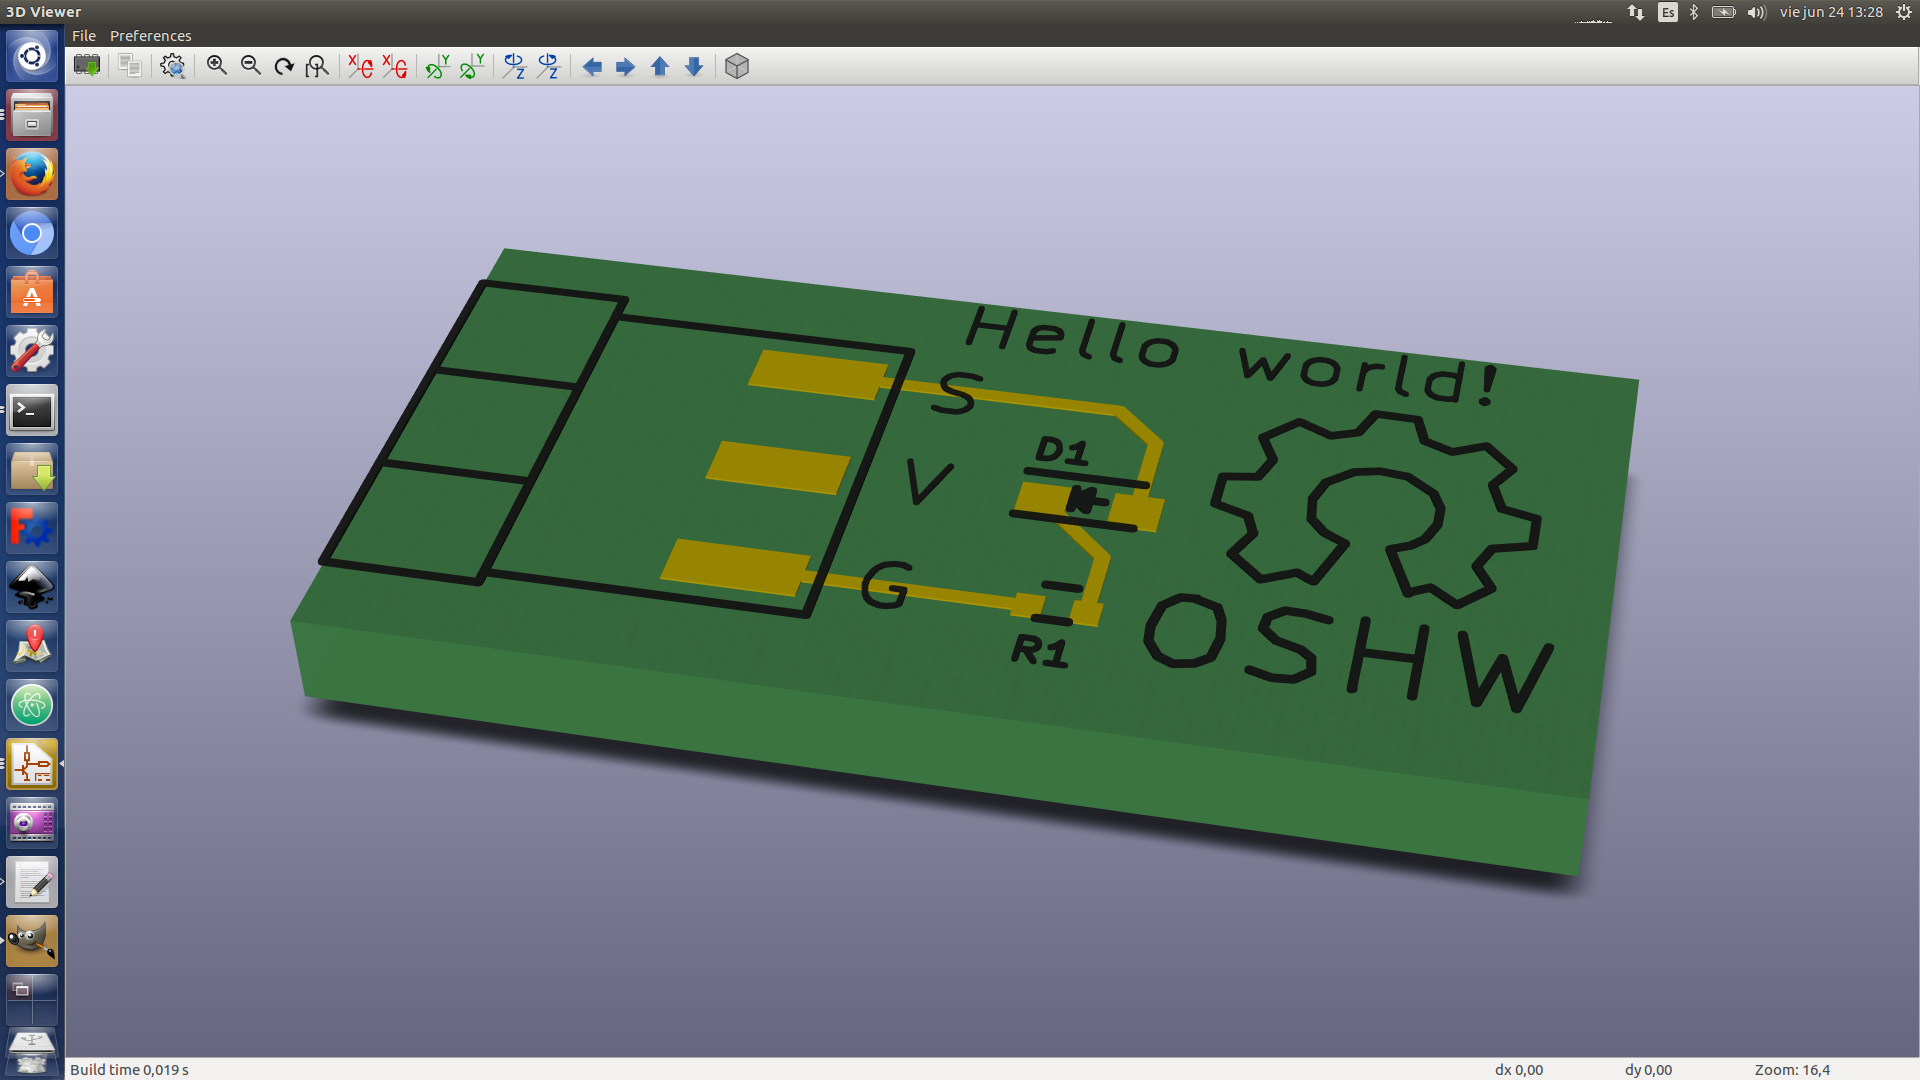 3D Viewer
Es
vie jun 24 13:28
File Preferences
Hello world!
S
D1
V
G
R1
OSHW
Build time 0,019 s
dx 0,00
dy 0,00
Zoom: 16,4